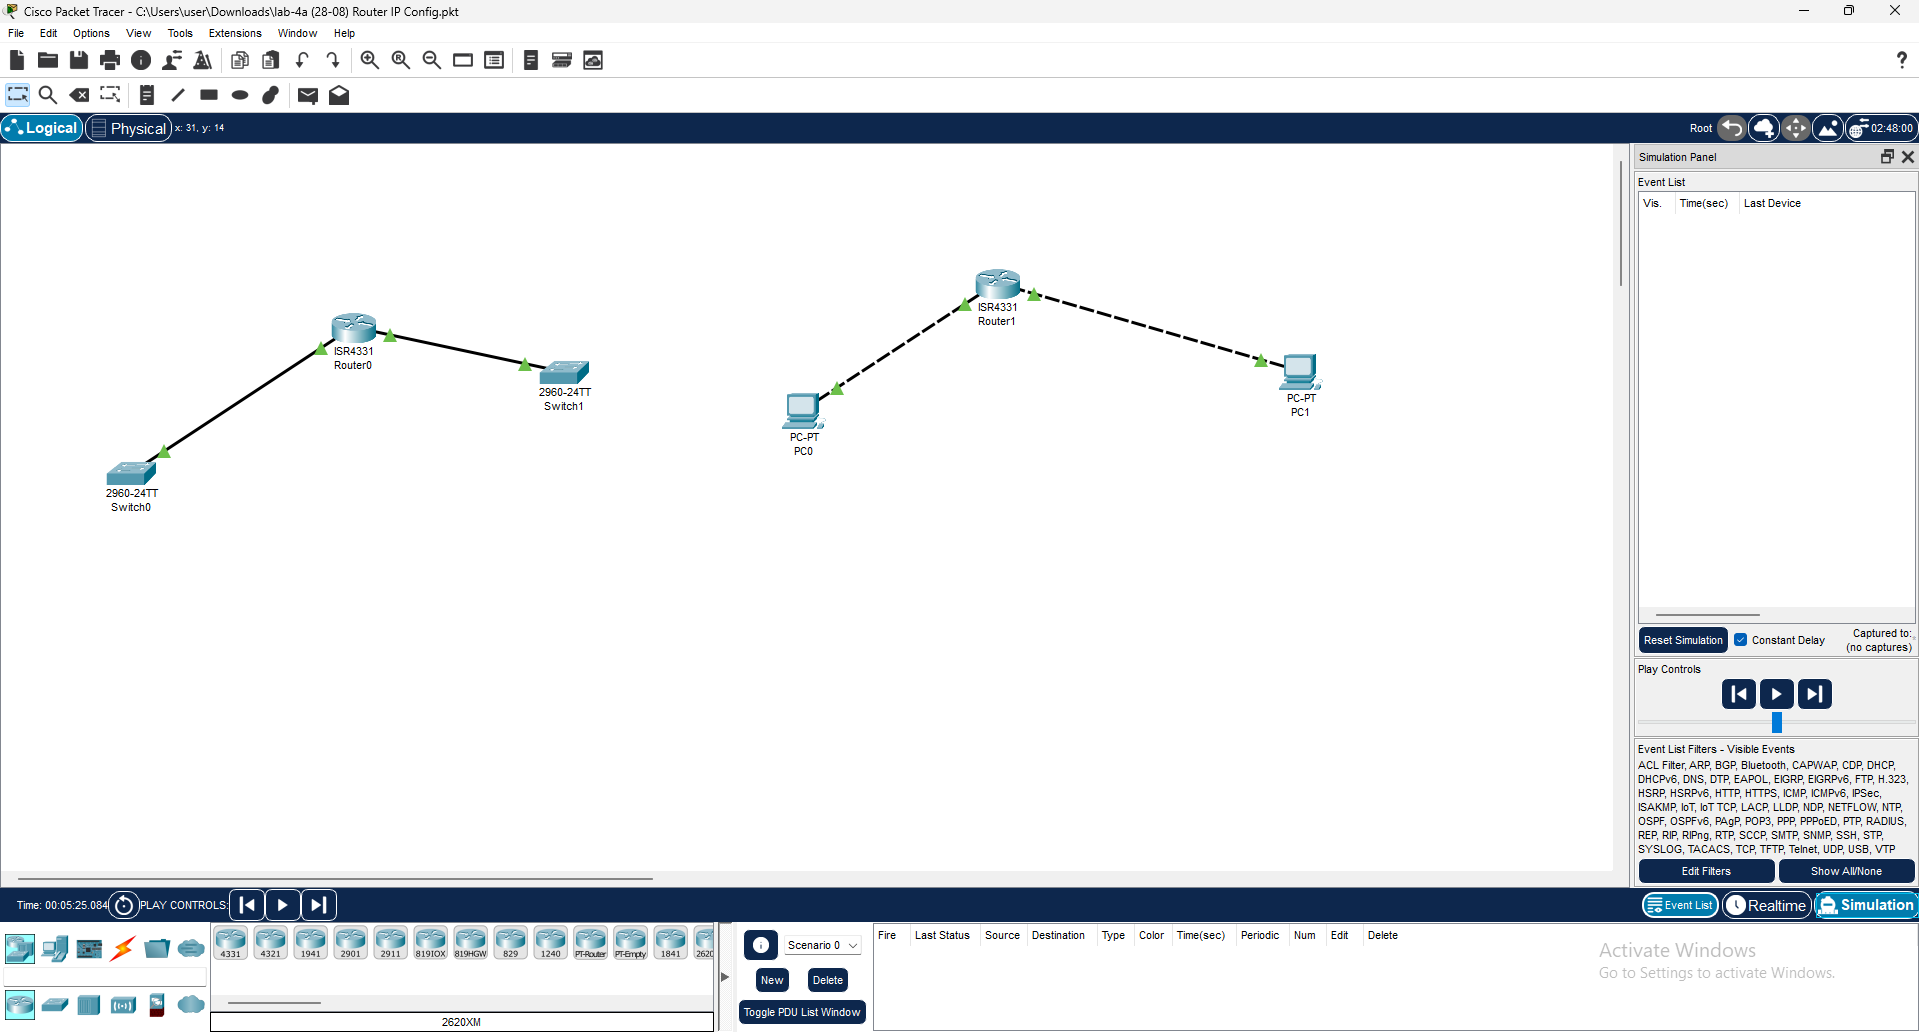 Cisco Packet Tracer - C:\Users\user\Downloads\lab-4a (28-08) Router IP Config.pkt
File Edit Options View Tools Extensions Window Help
Logical Physical x: 31, y: 14 Root 02:48:00
Simulation Panel
Event List
Vis. Time(sec) Last Device
ISR4331
Router0
2960-24TT
Switch1
2960-24TT
Switch0
ISR4331
Router1
PC-PT
PC0
PC-PT
PC1
Reset Simulation Constant Delay Captured to:
(no captures)
Play Controls
Event List Filters - Visible Events
ACL Filter, ARP, BGP, Bluetooth, CAPWAP, CDP, DHCP,
DHCPv6, DNS, DTP, EAPOL, EIGRP, EIGRPv6, FTP, H.323,
HSRP, HSRPv6, HTTP, HTTPS, ICMP, ICMPv6, IPSec,
ISAKMP, IoT, IoT TCP, LACP, LLDP, NDP, NETFLOW, NTP,
OSPF, OSPFv6, PAgP, POP3, PPP, PPPoED, PTP, RADIUS,
REP, RIP, RIPng, RTP, SCCP, SMTP, SNMP, SSH, STP,
SYSLOG, TACACS, TCP, TFTP, Telnet, UDP, USB, VTP
Edit Filters Show All/None
Time: 00:05:25.084 PLAY CONTROLS: Event List Realtime Simulation
4331 4321 1941 2901 2911 819IOX 819HGW 829 1240 PT-Router PT-Empty 1841 2620
2620XM
Scenario 0
New Delete
Toggle PDU List Window
Fire Last Status Source Destination Type Color Time(sec) Periodic Num Edit Delete
Activate Windows
Go to Settings to activate Windows.